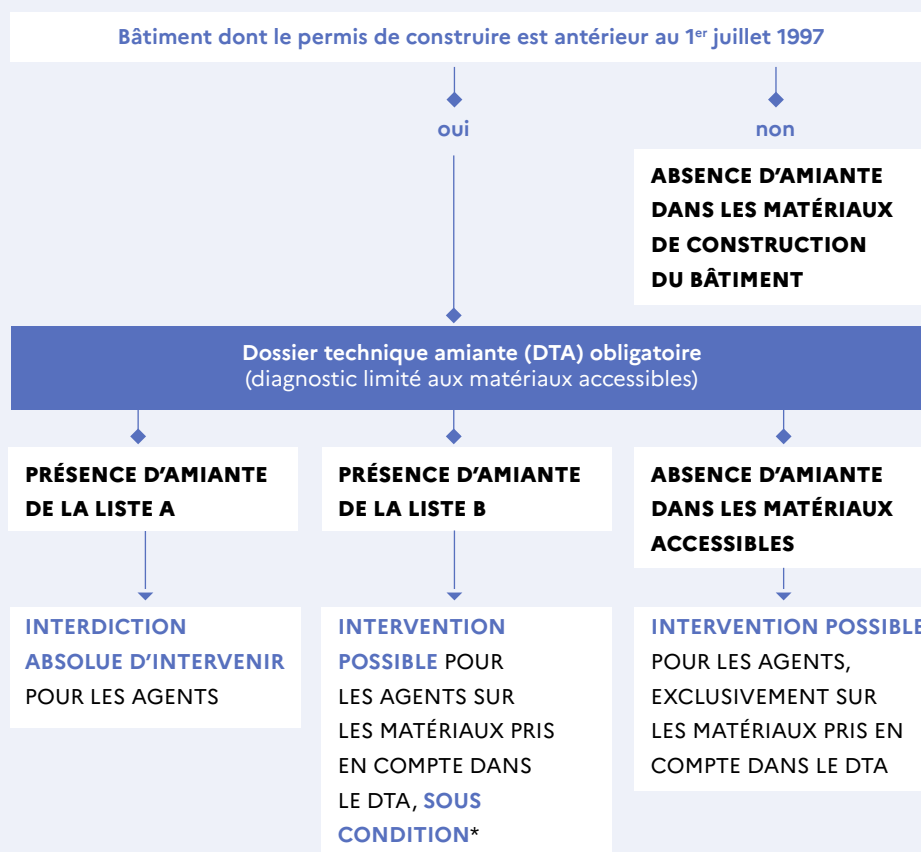 Bâtiment dont le permis de construire est antérieur au 1er juillet 1997
oui
non
ABSENCE D'AMIANTE
DANS LES MATÉRIAUX
DE CONSTRUCTION
DU BÂTIMENT
Dossier technique amiante (DTA) obligatoire
(diagnostic limité aux matériaux accessibles)
PRÉSENCE D'AMIANTE
DE LA LISTE A
PRÉSENCE D'AMIANTE
DE LA LISTE B
ABSENCE D'AMIANTE
DANS LES MATÉRIAUX
ACCESSIBLES
INTERDICTION
ABSOLUE D'INTERVENIR
POUR LES AGENTS
INTERVENTION
POSSIBLE POUR
LES AGENTS SUR
LES MATÉRIAUX PRIS
EN COMPTE DANS
LE DTA, SOUS
CONDITION*
INTERVENTION POSSIBLE
POUR LES AGENTS,
EXCLUSIVEMENT SUR
LES MATÉRIAUX PRIS EN
COMPTE DANS LE DTA